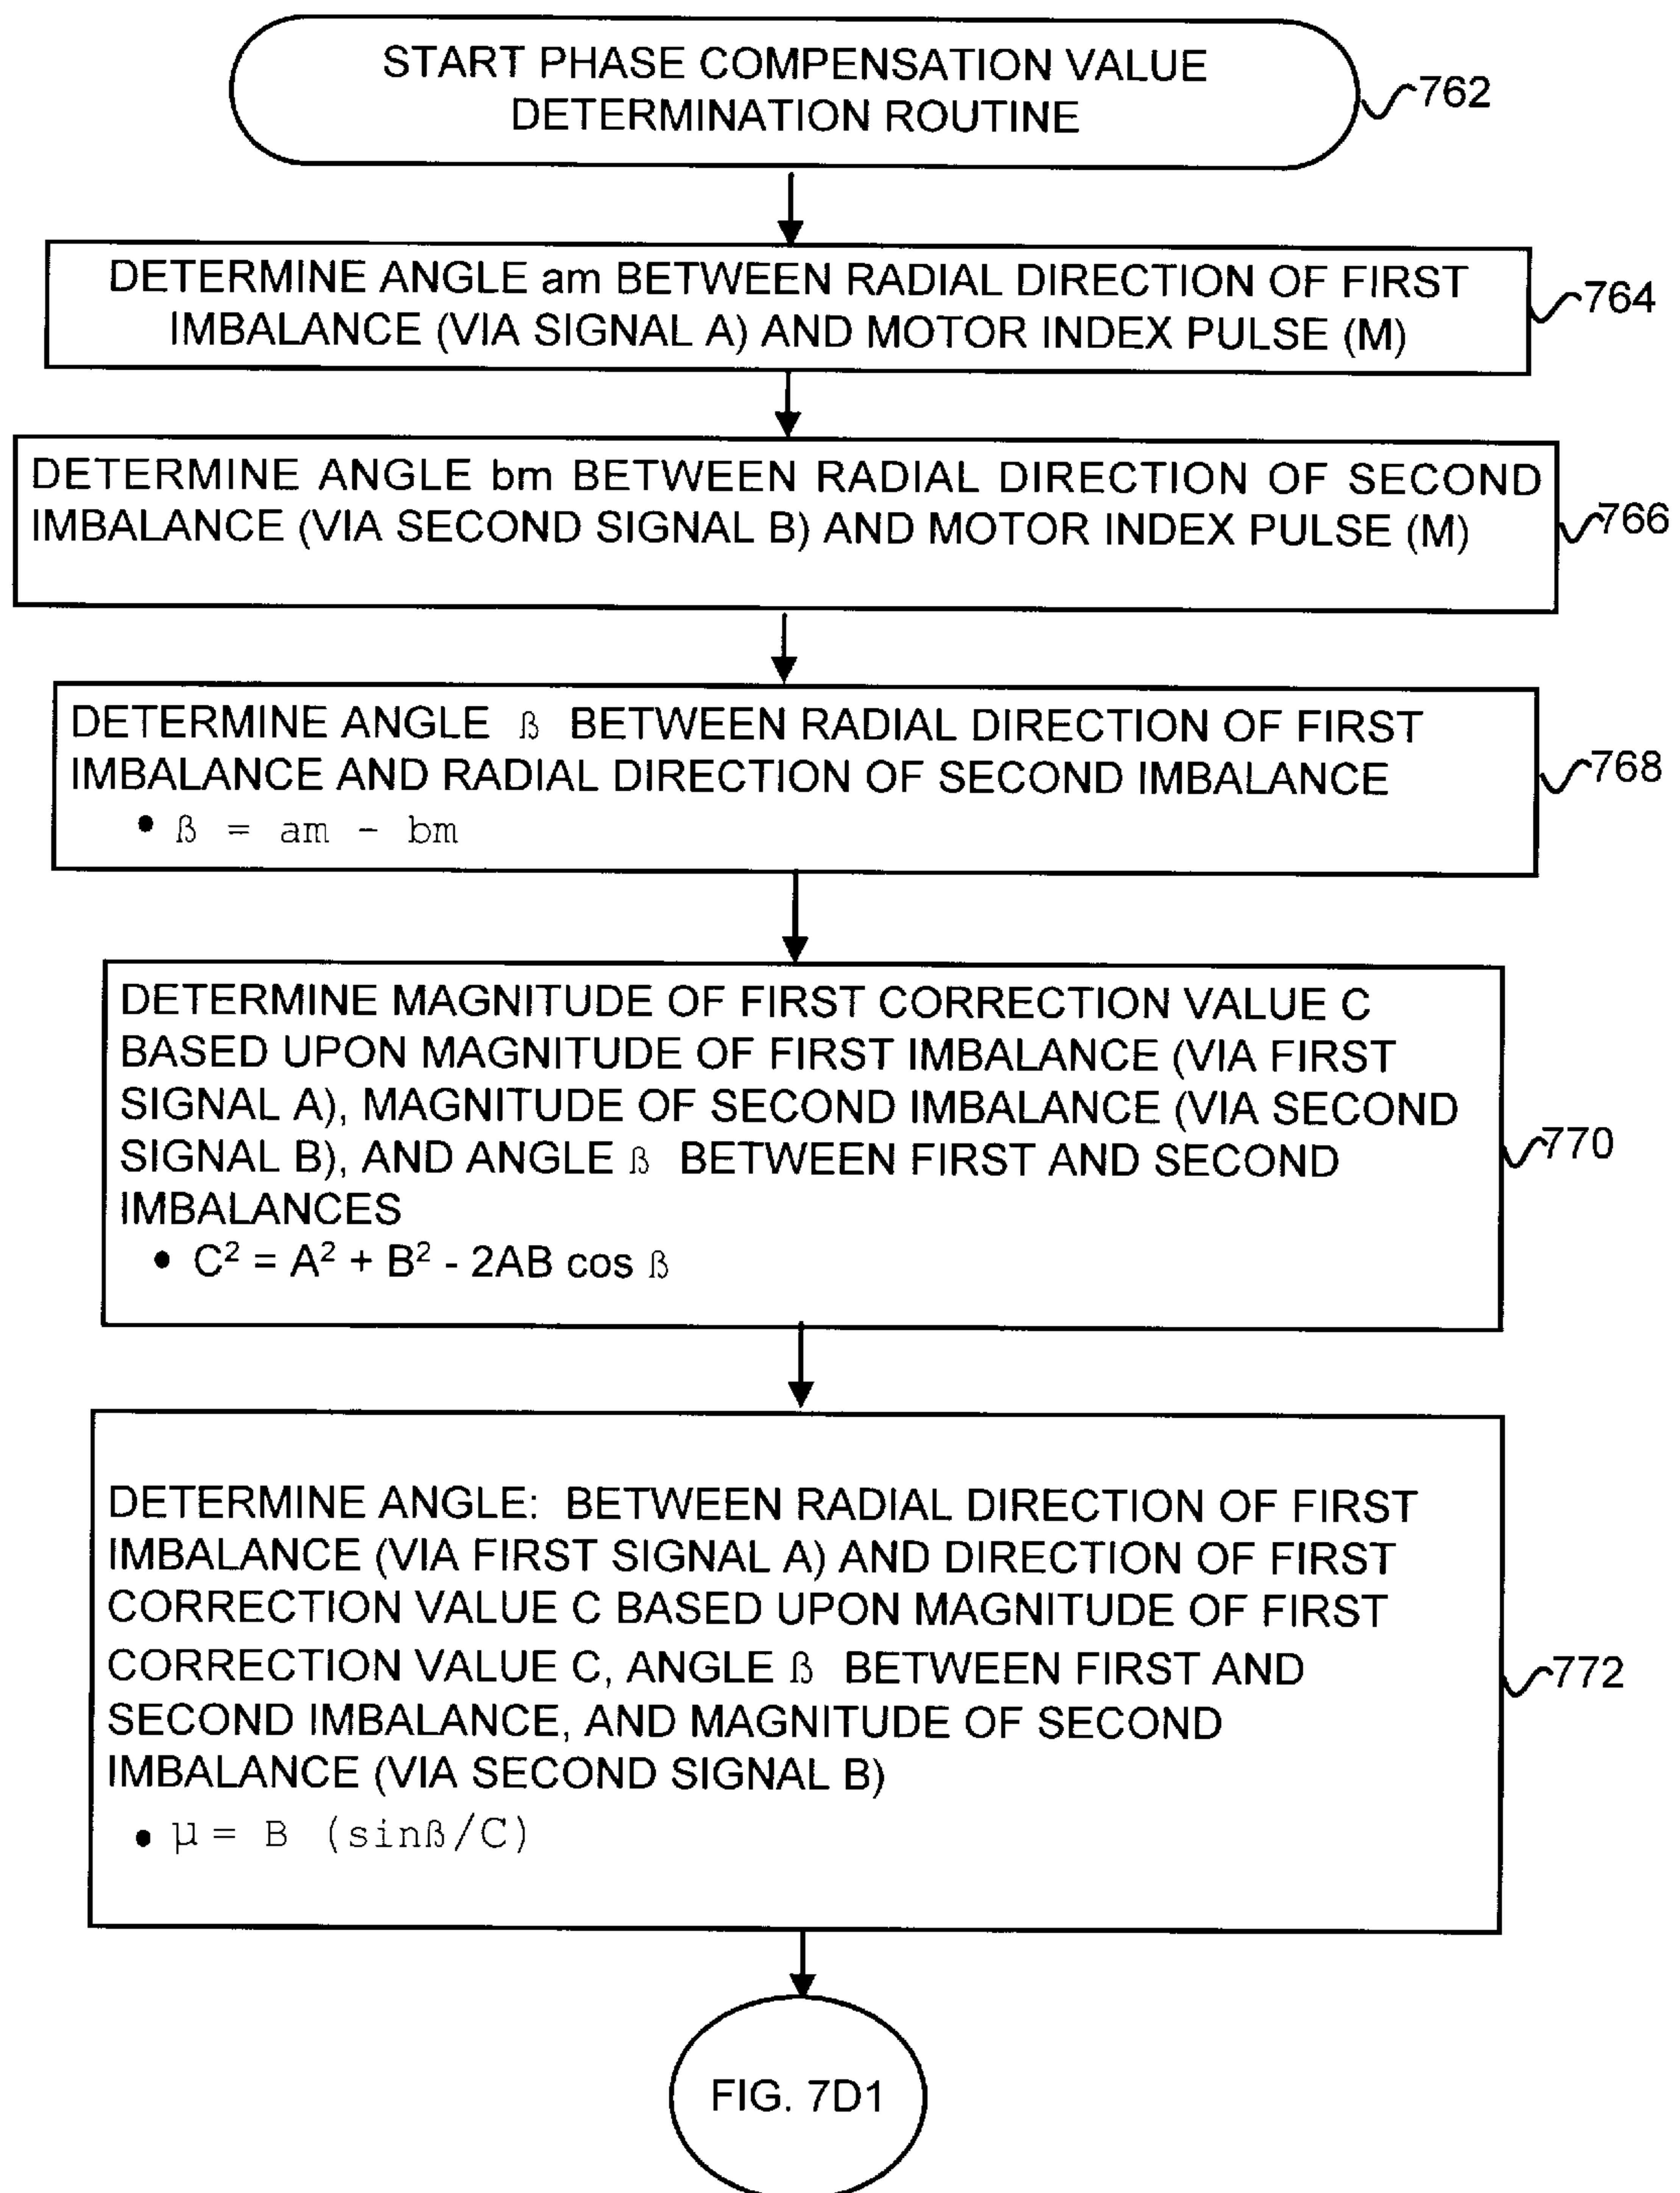 START PHASE COMPENSATION VALUE
DETERMINATION ROUTINE
762
DETERMINE ANGLE am BETWEEN RADIAL DIRECTION OF FIRST
IMBALANCE (VIA SIGNAL A) AND MOTOR INDEX PULSE (M)
764
DETERMINE ANGLE bm BETWEEN RADIAL DIRECTION OF SECOND
IMBALANCE (VIA SECOND SIGNAL B) AND MOTOR INDEX PULSE (M)
766
DETERMINE ANGLE ß BETWEEN RADIAL DIRECTION OF FIRST
IMBALANCE AND RADIAL DIRECTION OF SECOND IMBALANCE
• ß = am - bm
768
DETERMINE MAGNITUDE OF FIRST CORRECTION VALUE C
BASED UPON MAGNITUDE OF FIRST IMBALANCE (VIA FIRST
SIGNAL A), MAGNITUDE OF SECOND IMBALANCE (VIA SECOND
SIGNAL B), AND ANGLE ß BETWEEN FIRST AND SECOND
IMBALANCES
• C² = A² + B² - 2AB cos ß
770
DETERMINE ANGLE: BETWEEN RADIAL DIRECTION OF FIRST
IMBALANCE (VIA FIRST SIGNAL A) AND DIRECTION OF FIRST
CORRECTION VALUE C BASED UPON MAGNITUDE OF FIRST
CORRECTION VALUE C, ANGLE ß BETWEEN FIRST AND
SECOND IMBALANCE, AND MAGNITUDE OF SECOND
IMBALANCE (VIA SECOND SIGNAL B)
• µ = B (sinß/C)
772
FIG. 7D1